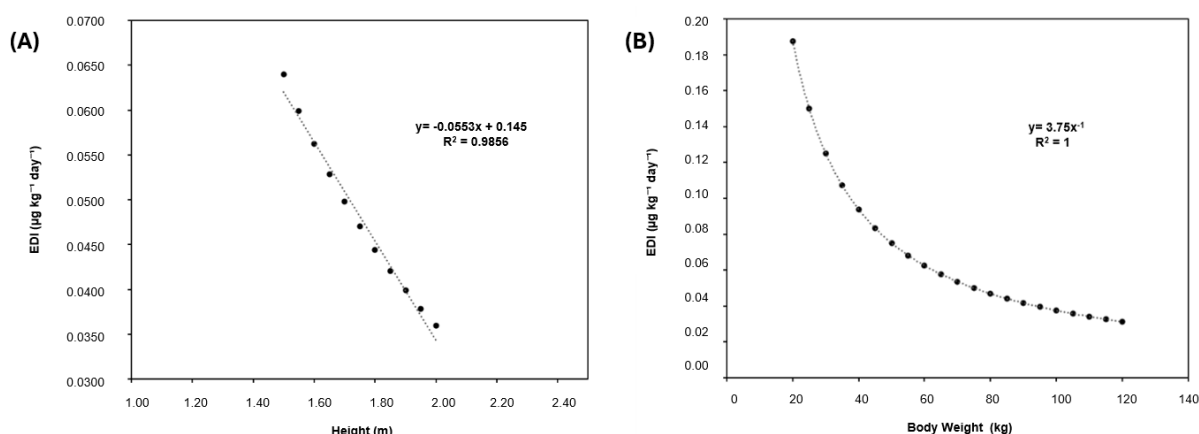 (A)
0.0700
0.0650
0.0600
0.0550
0.0500
0.0450
0.0400
0.0350
0.0300
EDI (µg kg⁻¹ day⁻¹)
y= -0.0553x + 0.145
R² = 0.9856
1.00 1.20 1.40 1.60 1.80 2.00 2.20 2.40
Height (m)
(B)
0.20
0.18
0.16
0.14
0.12
0.10
0.08
0.06
0.04
0.02
0.00
EDI (µg kg⁻¹ day⁻¹)
y= 3.75x⁻¹
R² = 1
0 20 40 60 80 100 120 140
Body Weight (kg)